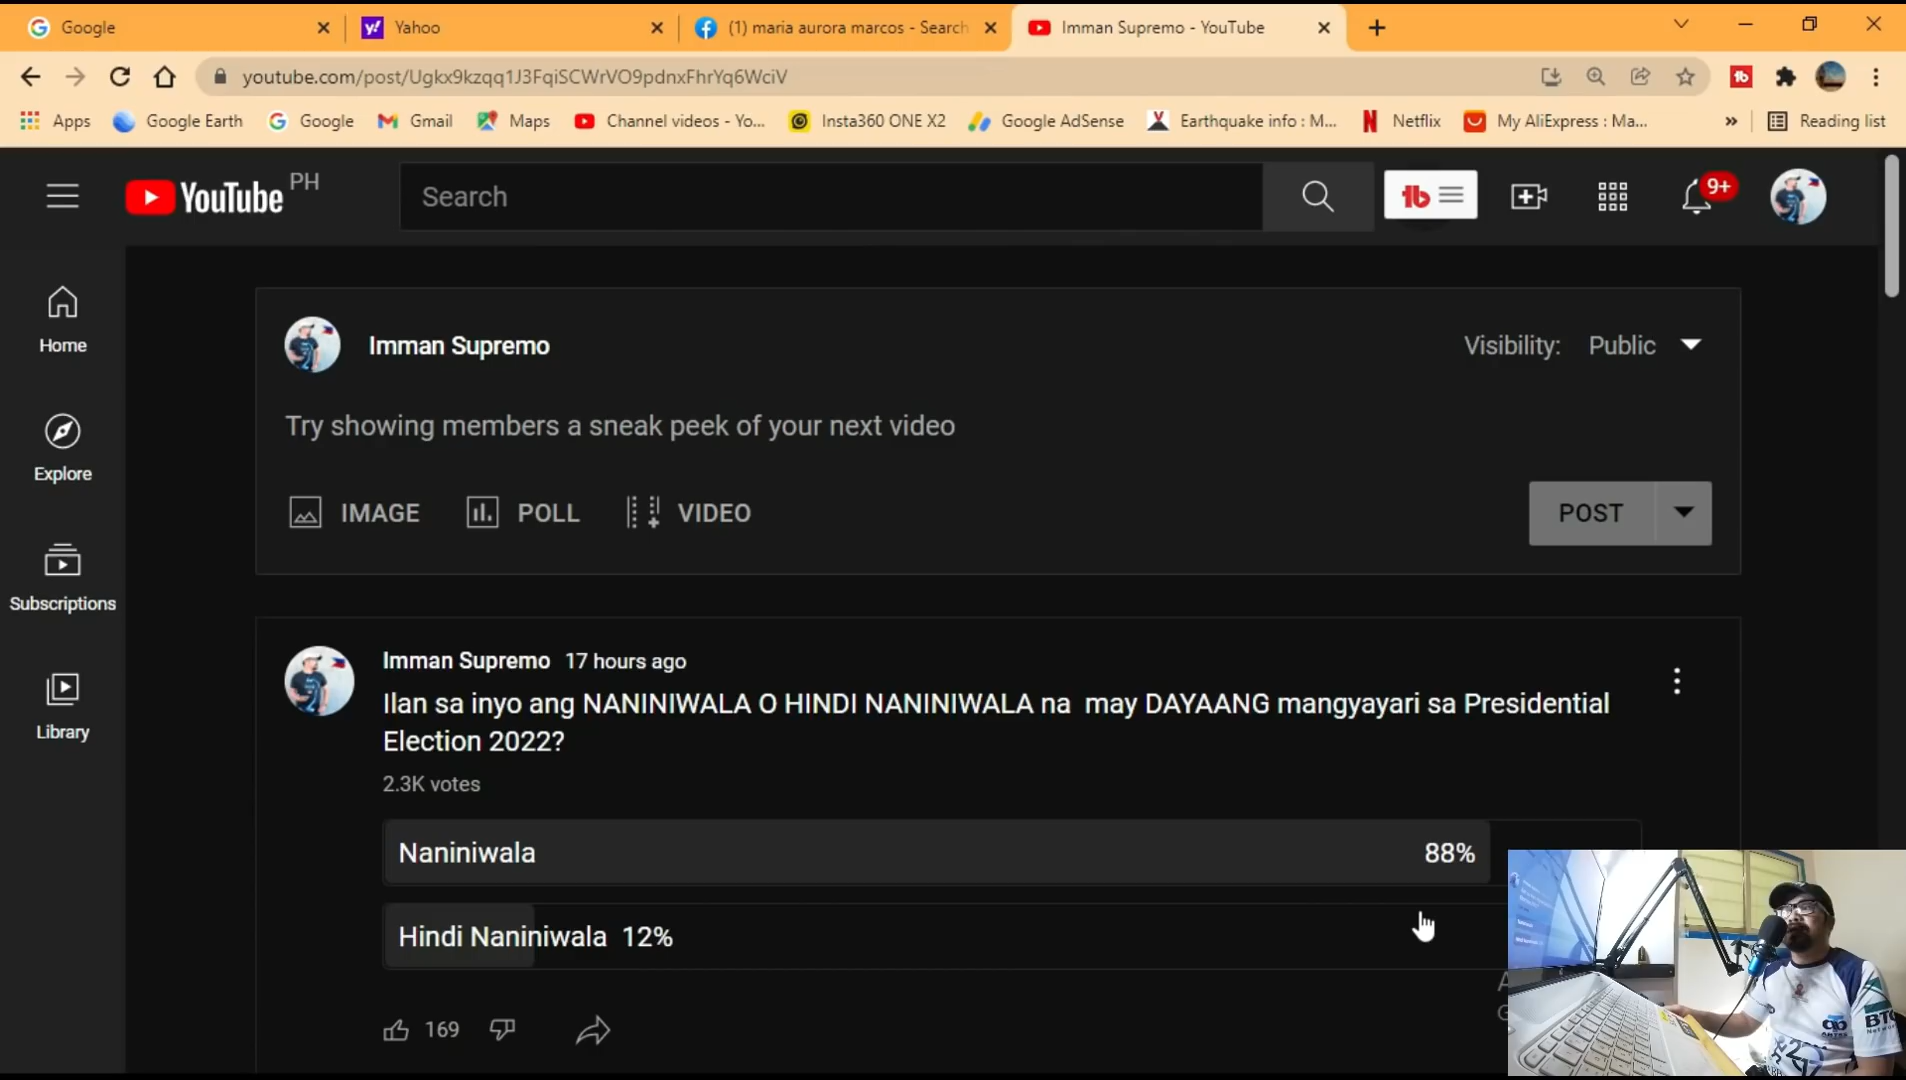 Google
Yahoo
(1) maria aurora marcos - Search
Imman Supremo - YouTube
youtube.com/post/Ugkx9kzqq1J3FqiSCWrVO9pdnxFhrYq6WciV
Apps
Google Earth
Google
Gmail
Maps
Channel videos - Yo...
Insta360 ONE X2
Google AdSense
Earthquake info : M...
Netflix
My AliExpress : Ma...
»
Reading list
YouTube PH
Search
tb
9+
Home
Explore
Subscriptions
Library
Imman Supremo
Visibility: Public
Try showing members a sneak peek of your next video
IMAGE
POLL
VIDEO
POST
Imman Supremo 17 hours ago
Ilan sa inyo ang NANINIWALA O HINDI NANINIWALA na may DAYAANG mangyayari sa Presidential
Election 2022?
2.3K votes
Naniniwala 88%
Hindi Naniniwala 12%
169